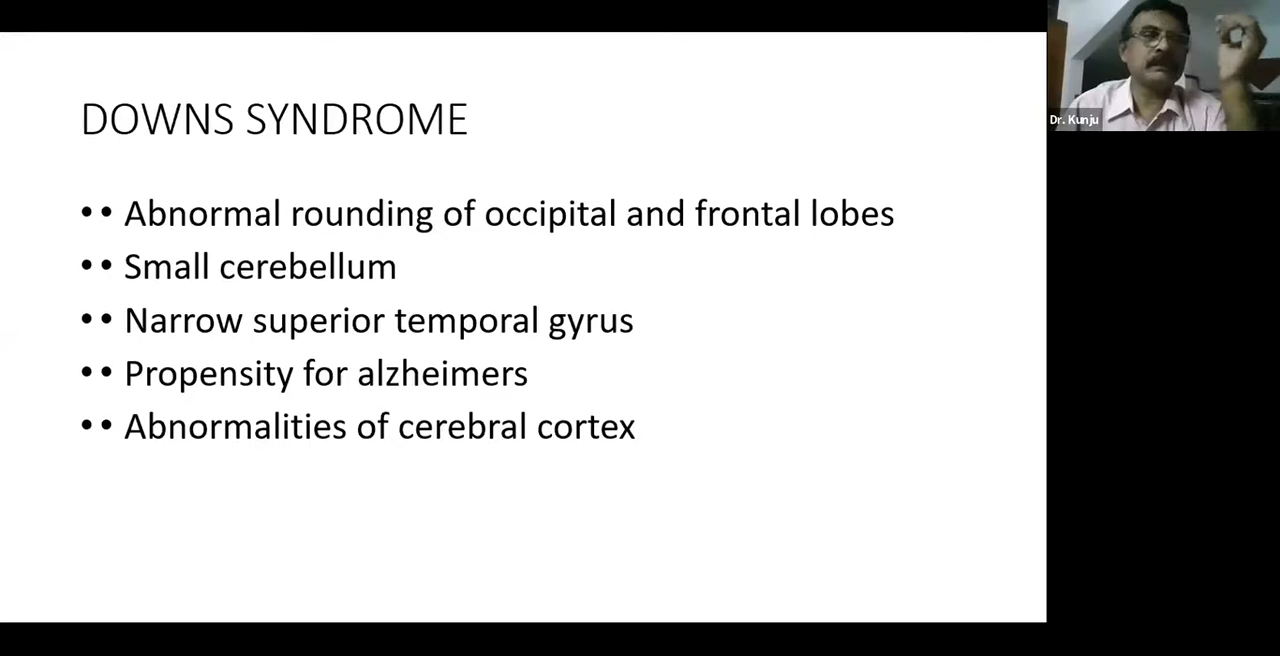 DOWNS SYNDROME
•• Abnormal rounding of occipital and frontal lobes
•• Small cerebellum
•• Narrow superior temporal gyrus
•• Propensity for alzheimers
•• Abnormalities of cerebral cortex
Dr. Kunju